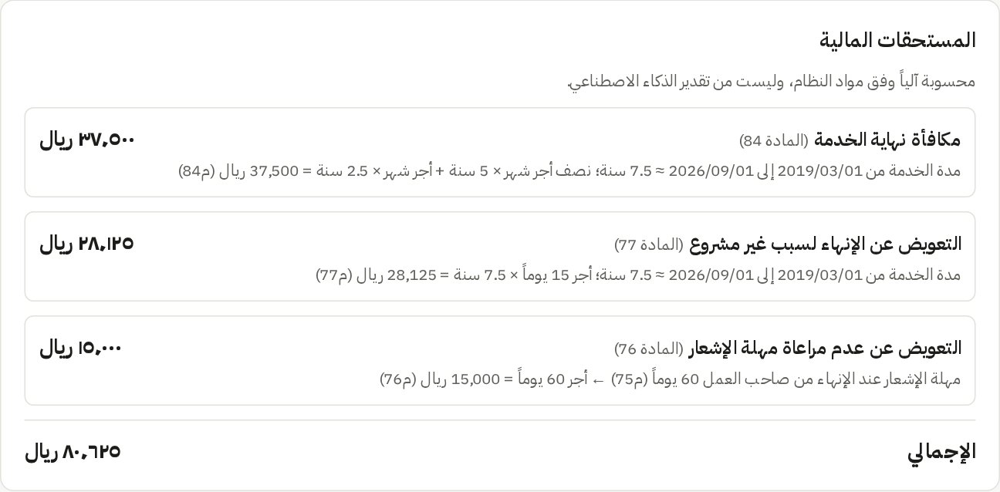 المستحقات المالية
محسوبة آلياً وفق مواد النظام، وليست من تقدير الذكاء الاصطناعي.
مكافأة نهاية الخدمة (المادة 84) ٣٧,٥٠٠ ريال
مدة الخدمة من 2019/03/01 إلى 2026/09/01 ≈ 7.5 سنة؛ نصف أجر شهر × 5 سنة + أجر شهر × 2.5 سنة = 37,500 ريال (م84)
التعويض عن الإنهاء لسبب غير مشروع (المادة 77) ٢٨,١٢٥ ريال
مدة الخدمة من 2019/03/01 إلى 2026/09/01 ≈ 7.5 سنة؛ أجر 15 يوماً × 7.5 سنة = 28,125 ريال (م77)
التعويض عن عدم مراعاة مهلة الإشعار (المادة 76) ١٥,٠٠٠ ريال
مهلة الإشعار عند الإنهاء من صاحب العمل 60 يوماً (م75) ← أجر 60 يوماً = 15,000 ريال (م76)
الإجمالي ٨٠,٦٢٥ ريال